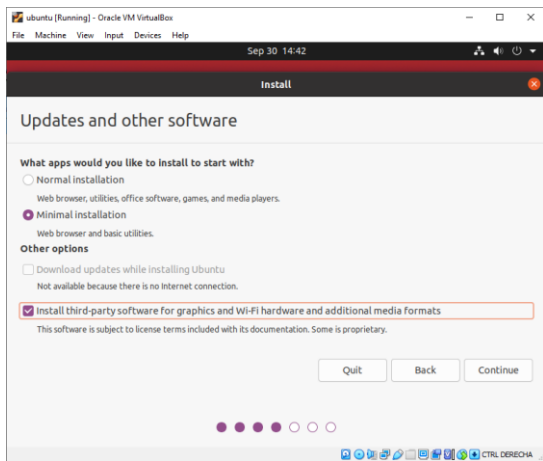 ubuntu [Running] - Oracle VM VirtualBox
File Machine View Input Devices Help
Sep 30 14:42
Install
Updates and other software
What apps would you like to install to start with?
Normal installation
Web browser, utilities, office software, games, and media players.
Minimal installation
Web browser and basic utilities.
Other options
Download updates while installing Ubuntu
Not available because there is no Internet connection.
Install third-party software for graphics and Wi-Fi hardware and additional media formats
This software is subject to license terms included with its documentation. Some is proprietary.
Quit Back Continue
CTRL DERECHA